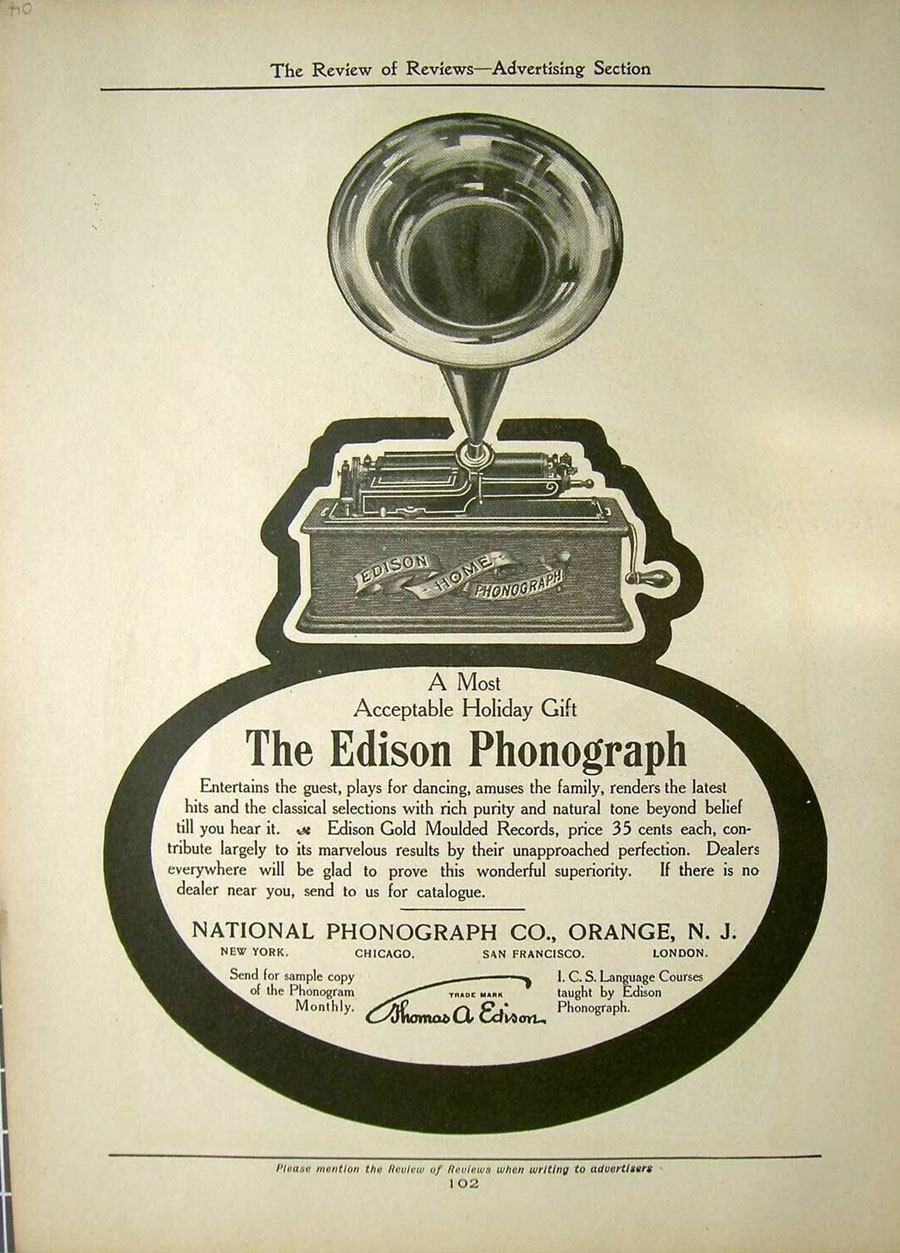 04
The Review of Reviews—Advertising Section
EDISON HOME PHONOGRAPH
A Most
Acceptable Holiday Gift
The Edison Phonograph
Entertains the guest, plays for dancing, amuses the family, renders the latest
hits and the classical selections with rich purity and natural tone beyond belief
till you hear it. Edison Gold Moulded Records, price 35 cents each, con-
tribute largely to its marvelous results by their unapproached perfection. Dealers
everywhere will be glad to prove this wonderful superiority. If there is no
dealer near you, send to us for catalogue.
NATIONAL PHONOGRAPH CO., ORANGE, N. J.
NEW YORK. CHICAGO. SAN FRANCISCO. LONDON.
Send for sample copy
of the Phonogram
Monthly.
TRADE MARK
Thomas A Edison
I. C. S. Language Courses
taught by Edison
Phonograph.
Please mention the Review of Reviews when writing to advertisers
102